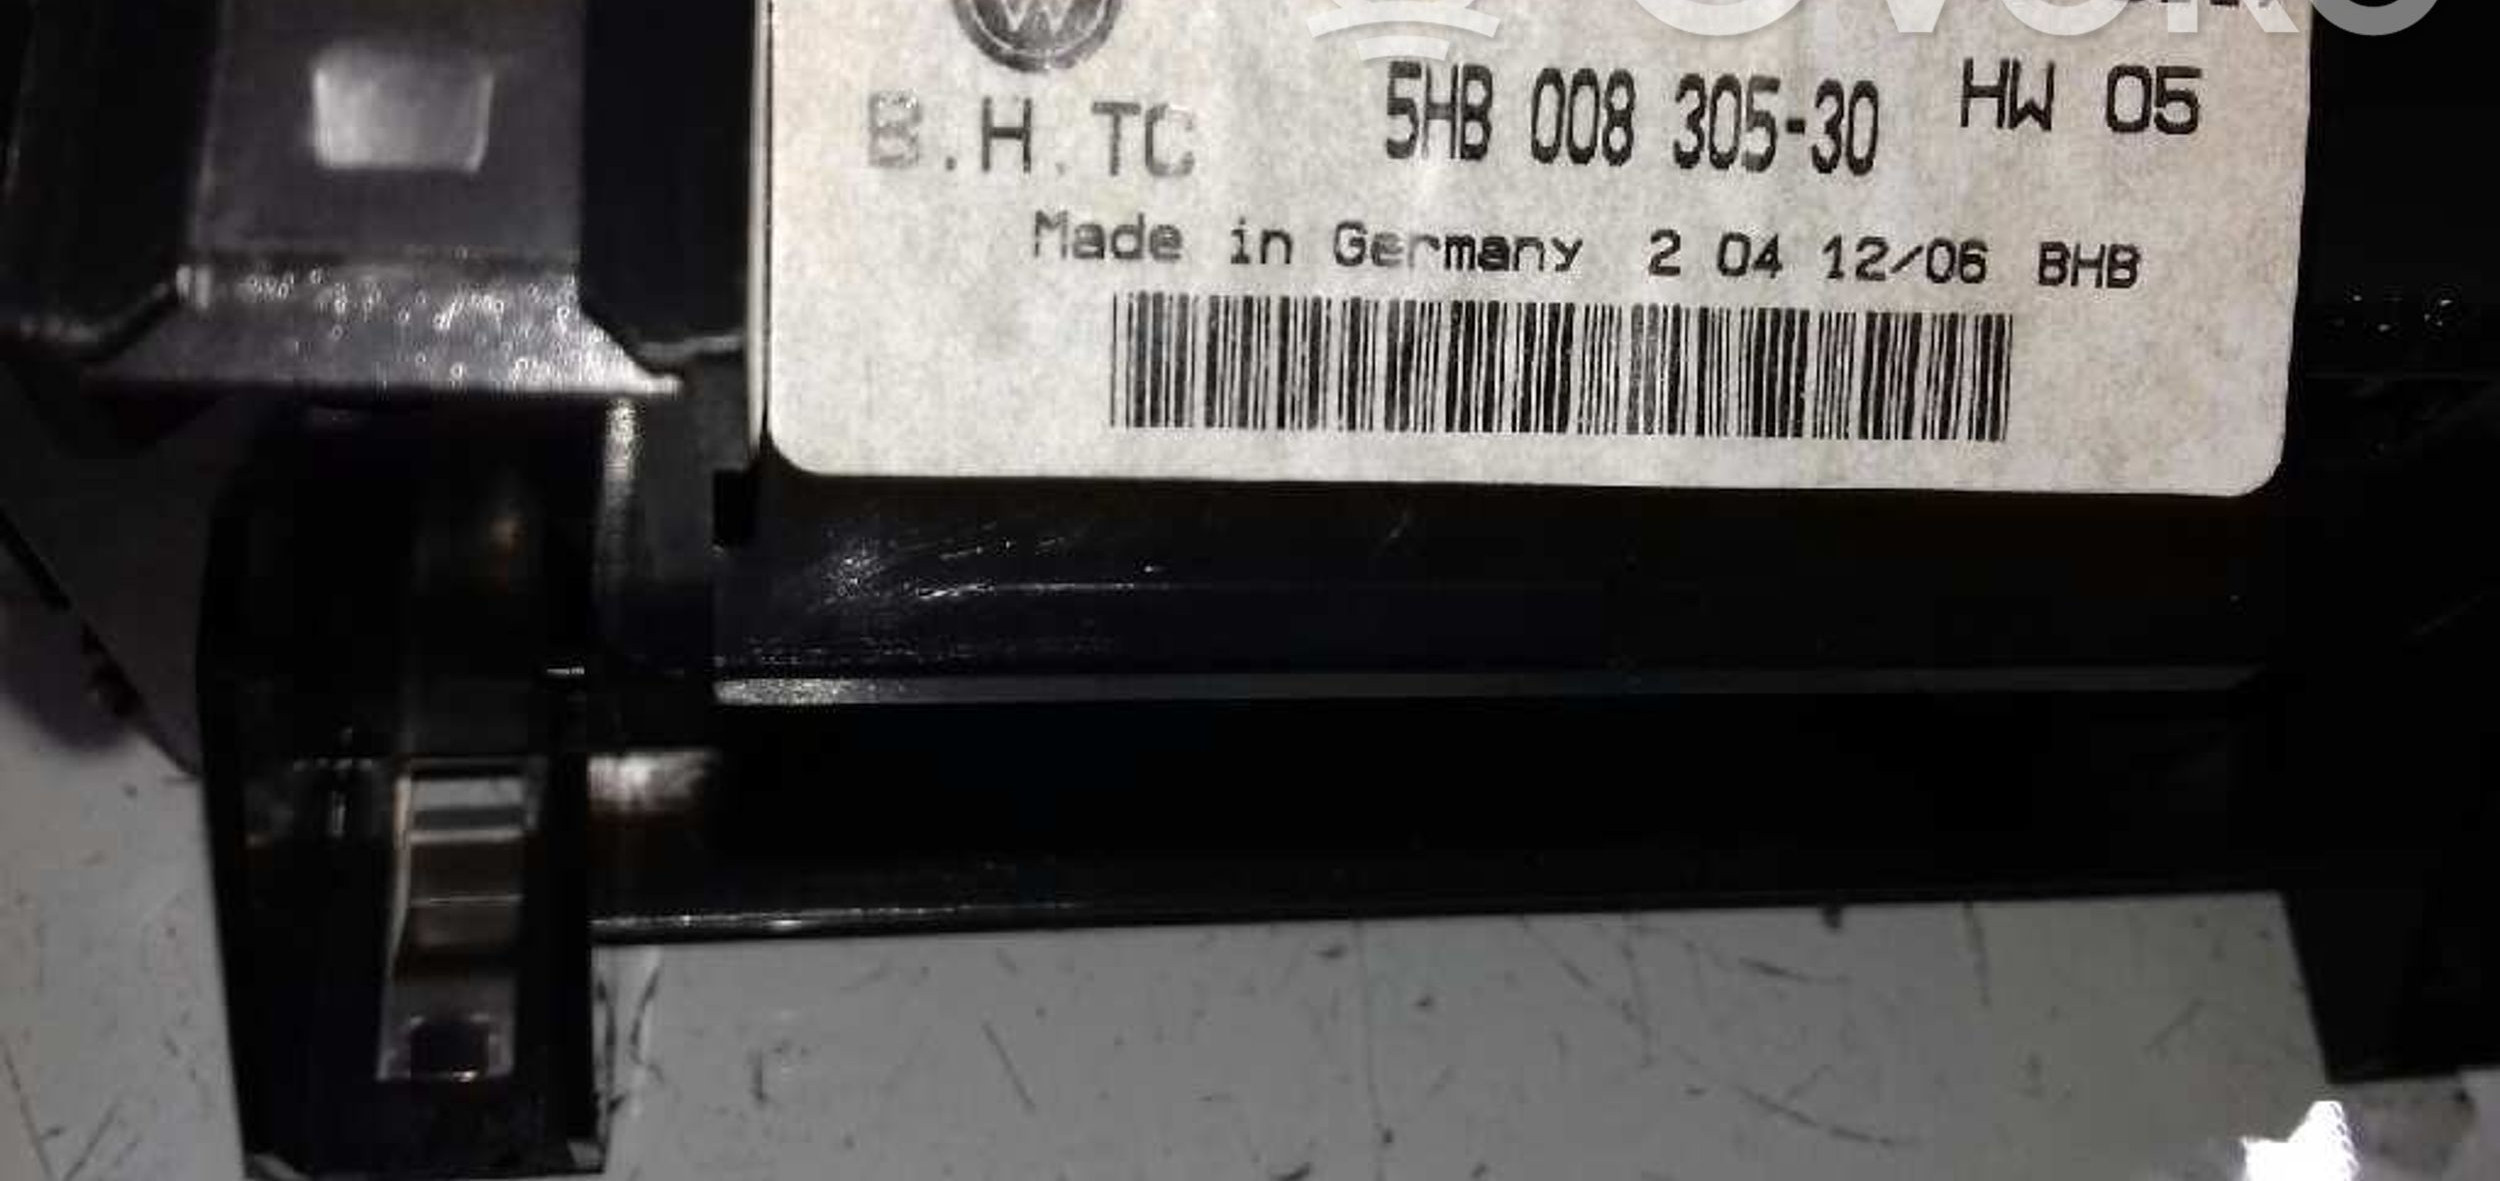 B.H.TC 5HB 008 305-30 HW 05
Made in Germany 2 04 12/06 BHB